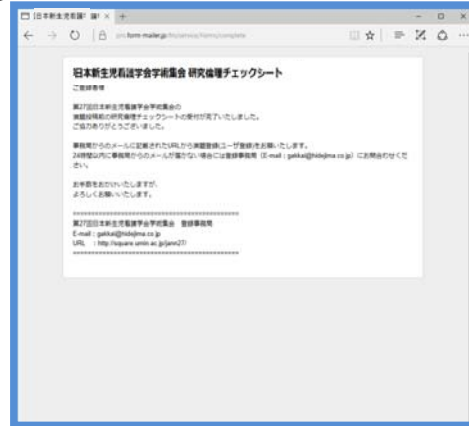 日本新生児看護学会学術集会 研究倫理チェックシート
ご登録者様
第27回日本新生児看護学会学術集会の
演題投稿前の研究倫理チェックシートの受付が完了いたしました。
ご協力ありがとうございました。
事務局からのメールに記載されたURLから演題登録(ユーザ登録)をお願いたします。
24時間以内に事務局からのメールが届かない場合には登録事務局（E-mail：gakkai@hidejima.co.jp）にお問合わせくだ
さい。
お手数をおかけいたしますが、
よろしくお願いいたします。
第27回日本新生児看護学会学術集会 登録事務局
E-mail：gakkai@hidejima.co.jp
URL ：http://square.umin.ac.jp/jann27/